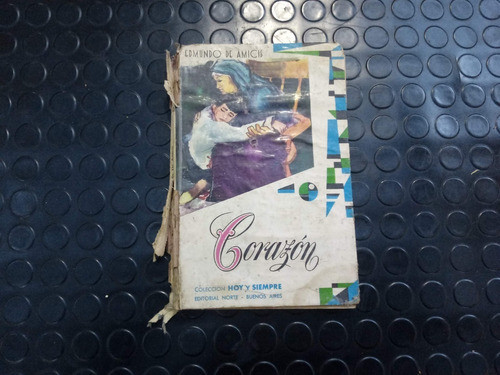 EDMUNDO DE AMICIS
Corazón
COLECCION HOY Y SIEMPRE
EDITORIAL NORTE - BUENOS AIRES